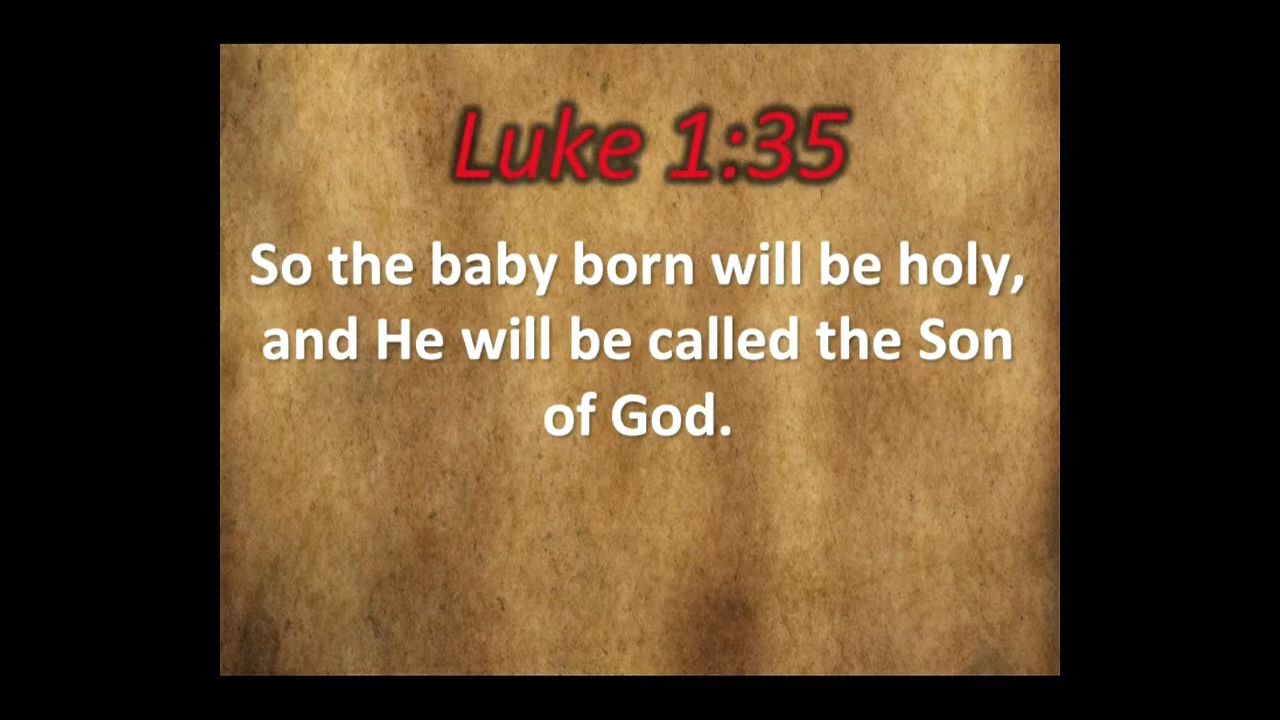 Luke 1:35
So the baby born will be holy,
and He will be called the Son
of God.